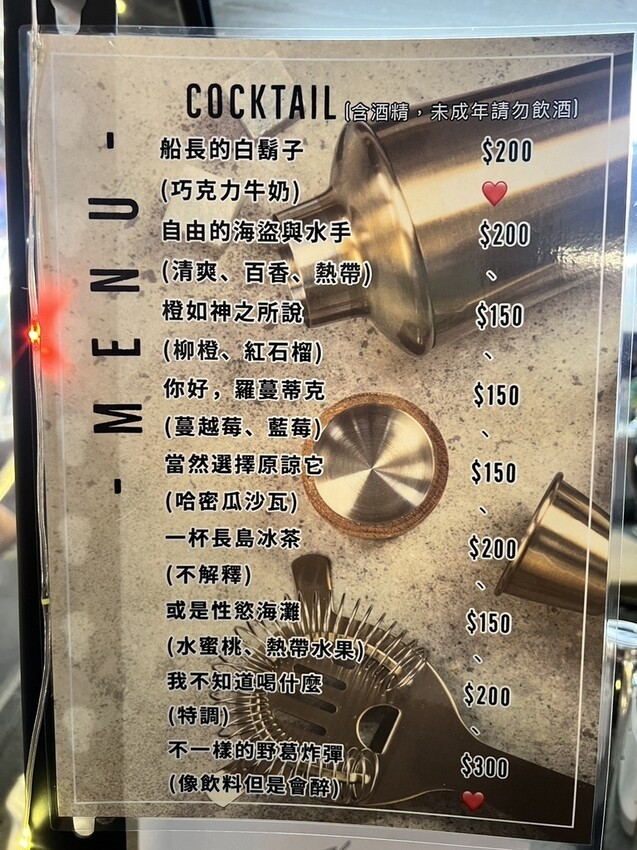 - MENU -
COCKTAIL (含酒精，未成年請勿飲酒)
船長的白鬍子 $200
(巧克力牛奶) ❤️
自由的海盜與水手 $200
(清爽、百香、熱帶) 、
橙如神之所說 $150
(柳橙、紅石榴) 、
你好，羅蔓蒂克 $150
(蔓越莓、藍莓) 、
當然選擇原諒它 $150
(哈密瓜沙瓦) 、
一杯長島冰茶 $200
(不解釋) 、
或是性慾海灘 $150
(水蜜桃、熱帶水果) 、
我不知道喝什麼 $200
(特調) 、
不一樣的野葛炸彈 $300
(像飲料但是會醉) ❤️